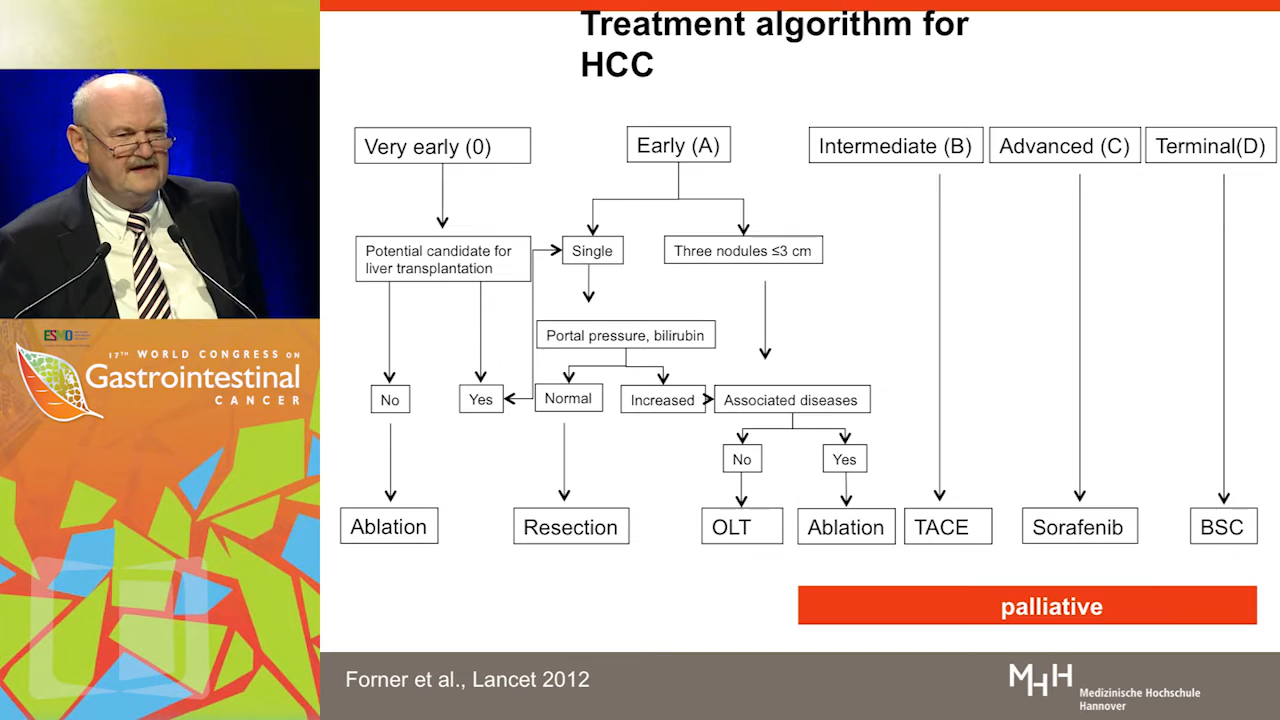 Treatment algorithm for
HCC
Very early (0)
Early (A)
Intermediate (B)
Advanced (C)
Terminal(D)
Potential candidate for
liver transplantation
Single
Three nodules ≤3 cm
Portal pressure, bilirubin
No
Yes
Normal
Increased
Associated diseases
No
Yes
Ablation
Resection
OLT
Ablation
TACE
Sorafenib
BSC
palliative
Forner et al., Lancet 2012
MHH
Medizinische Hochschule
Hannover
ESMO
17TH WORLD CONGRESS ON
Gastrointestinal
CANCER